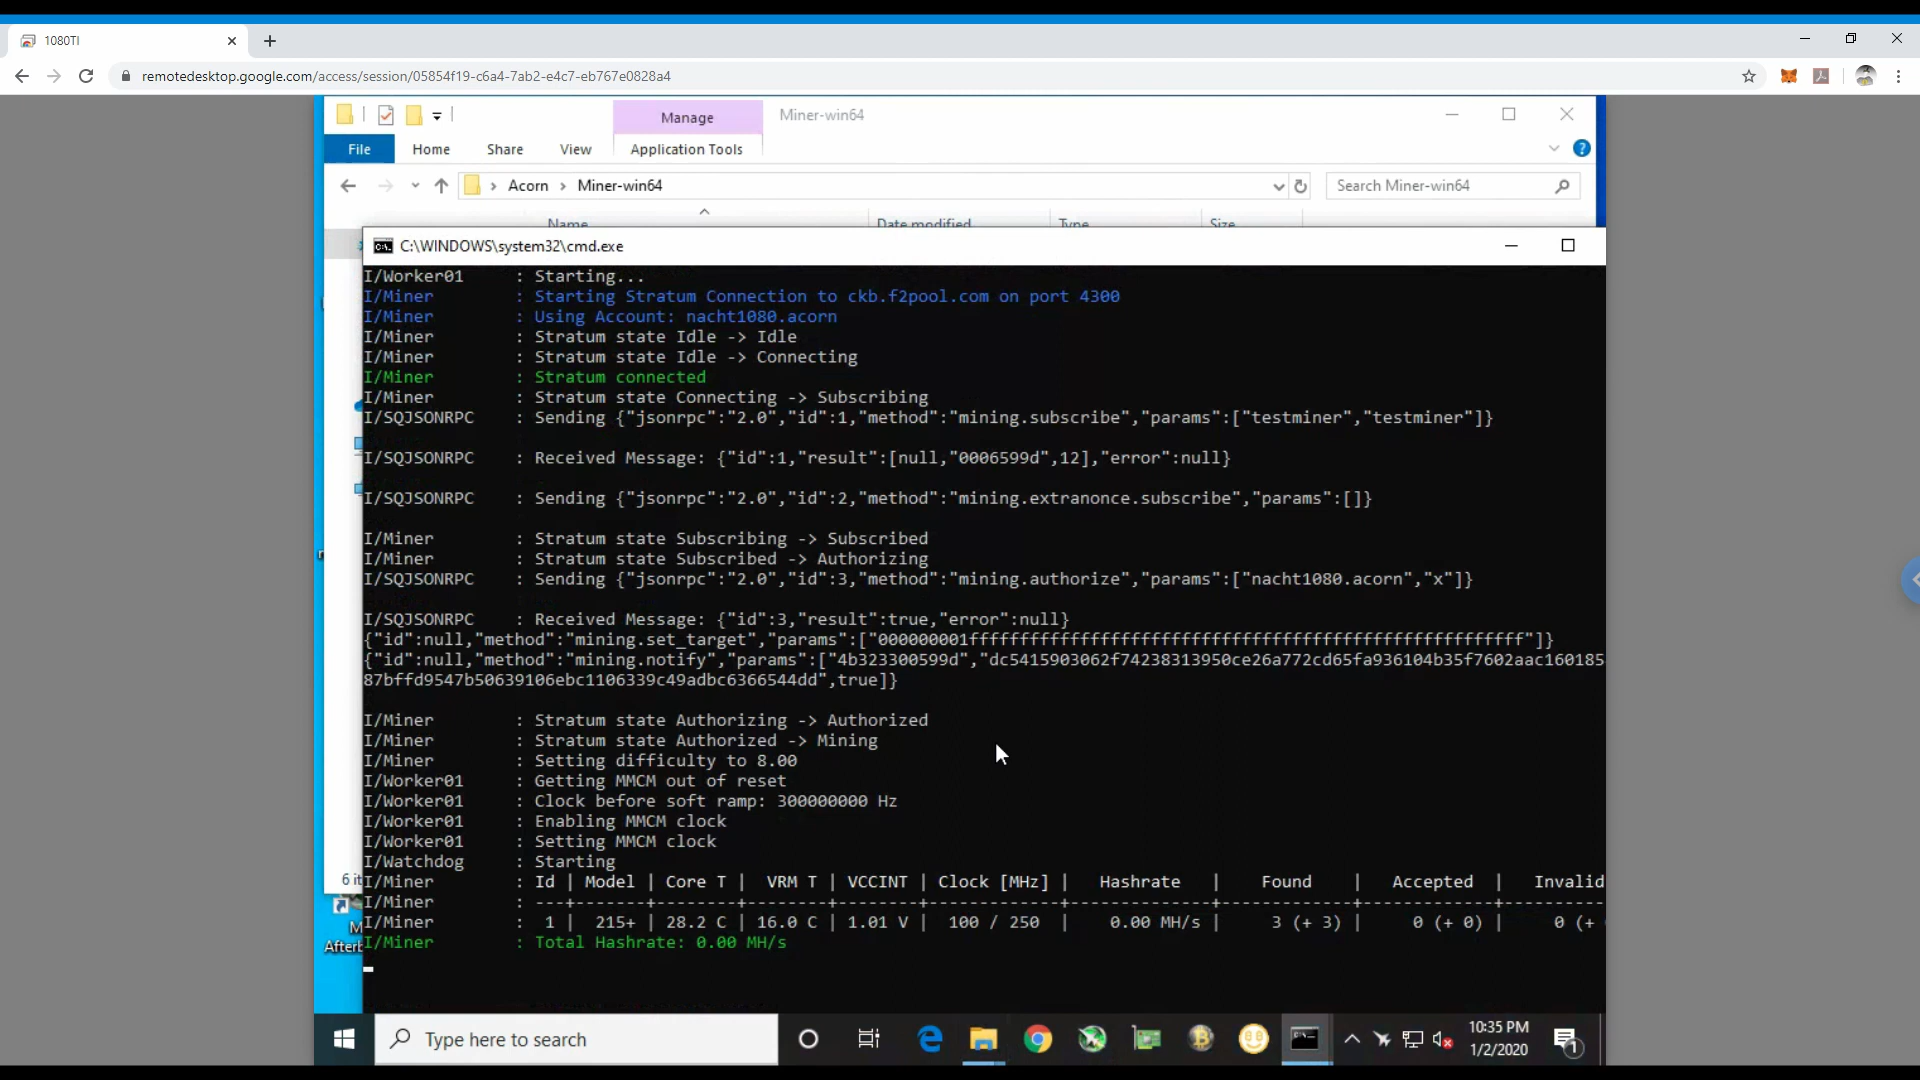 1080TI
remotedesktop.google.com/access/session/05854f19-c6a4-7ab2-e4c7-eb767e0828a4
Manage Miner-win64
File Home Share View Application Tools
Acorn Miner-win64 Search Miner-win64
Name Date modified Type Size
C:\WINDOWS\system32\cmd.exe
I/Worker01 : Starting...
I/Miner : Starting Stratum Connection to ckb.f2pool.com on port 4300
I/Miner : Using Account: nacht1080.acorn
I/Miner : Stratum state Idle -> Idle
I/Miner : Stratum state Idle -> Connecting
I/Miner : Stratum connected
I/Miner : Stratum state Connecting -> Subscribing
I/SQJSONRPC : Sending {"jsonrpc":"2.0","id":1,"method":"mining.subscribe","params":["testminer","testminer"]}
I/SQJSONRPC : Received Message: {"id":1,"result":[null,"0006599d",12],"error":null}
I/SQJSONRPC : Sending {"jsonrpc":"2.0","id":2,"method":"mining.extranonce.subscribe","params":[]}
I/Miner : Stratum state Subscribing -> Subscribed
I/Miner : Stratum state Subscribed -> Authorizing
I/SQJSONRPC : Sending {"jsonrpc":"2.0","id":3,"method":"mining.authorize","params":["nacht1080.acorn","x"]}
I/SQJSONRPC : Received Message: {"id":3,"result":true,"error":null}
{"id":null,"method":"mining.set_target","params":["000000001fffffffffffffffffffffffffffffffffffffffffffffffffffffff"]}
{"id":null,"method":"mining.notify","params":["4b323300599d","dc5415903062f74238313950ce26a772cd65fa936104b35f7602aac160185
87bffd9547b50639106ebc1106339c49adbc6366544dd",true]}
I/Miner : Stratum state Authorizing -> Authorized
I/Miner : Stratum state Authorized -> Mining
I/Miner : Setting difficulty to 8.00
I/Worker01 : Getting MMCM out of reset
I/Worker01 : Clock before soft ramp: 300000000 Hz
I/Worker01 : Enabling MMCM clock
I/Worker01 : Setting MMCM clock
I/Watchdog : Starting
6 it
I/Miner : Id | Model | Core T | VRM T | VCCINT | Clock [MHz] | Hashrate | Found | Accepted | Invalid
I/Miner : ---+-------+--------+--------+--------+-------------+--------------+-------------+-------------+----------
I/Miner : 1 | 215+ | 28.2 C | 16.0 C | 1.01 V | 100 / 250 | 0.00 MH/s | 3 (+ 3) | 0 (+ 0) | 0 (+
I/Miner : Total Hashrate: 0.00 MH/s
M
Afterb
Type here to search
10:35 PM
1/2/2020
1